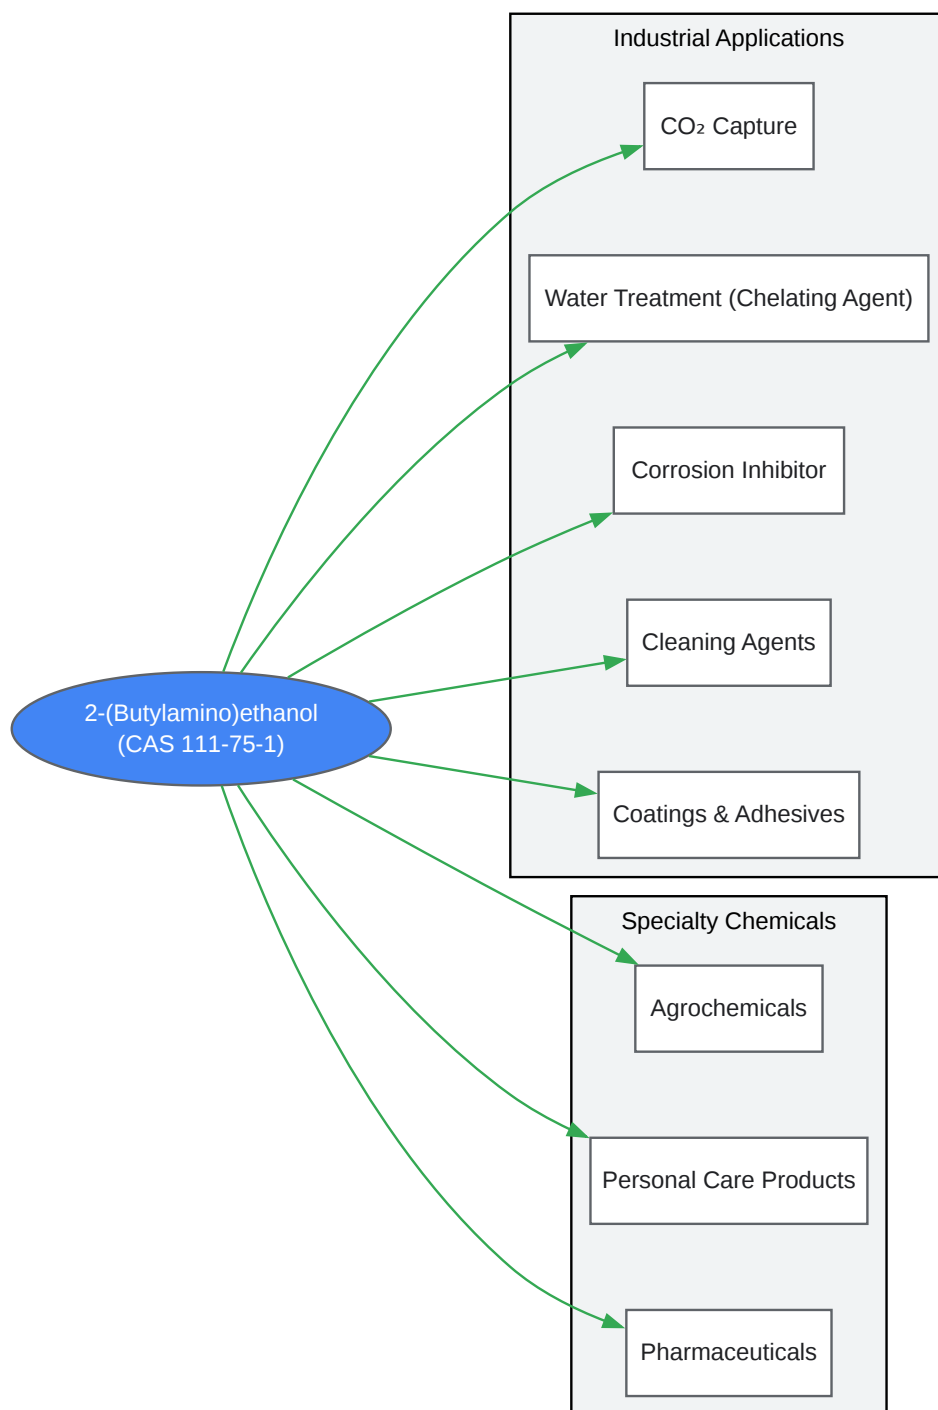 Industrial Applications
CO₂ Capture
Water Treatment (Chelating Agent)
Corrosion Inhibitor
Cleaning Agents
2-(Butylamino)ethanol
(CAS 111-75-1)
Coatings & Adhesives
Specialty Chemicals
Agrochemicals
Personal Care Products
Pharmaceuticals